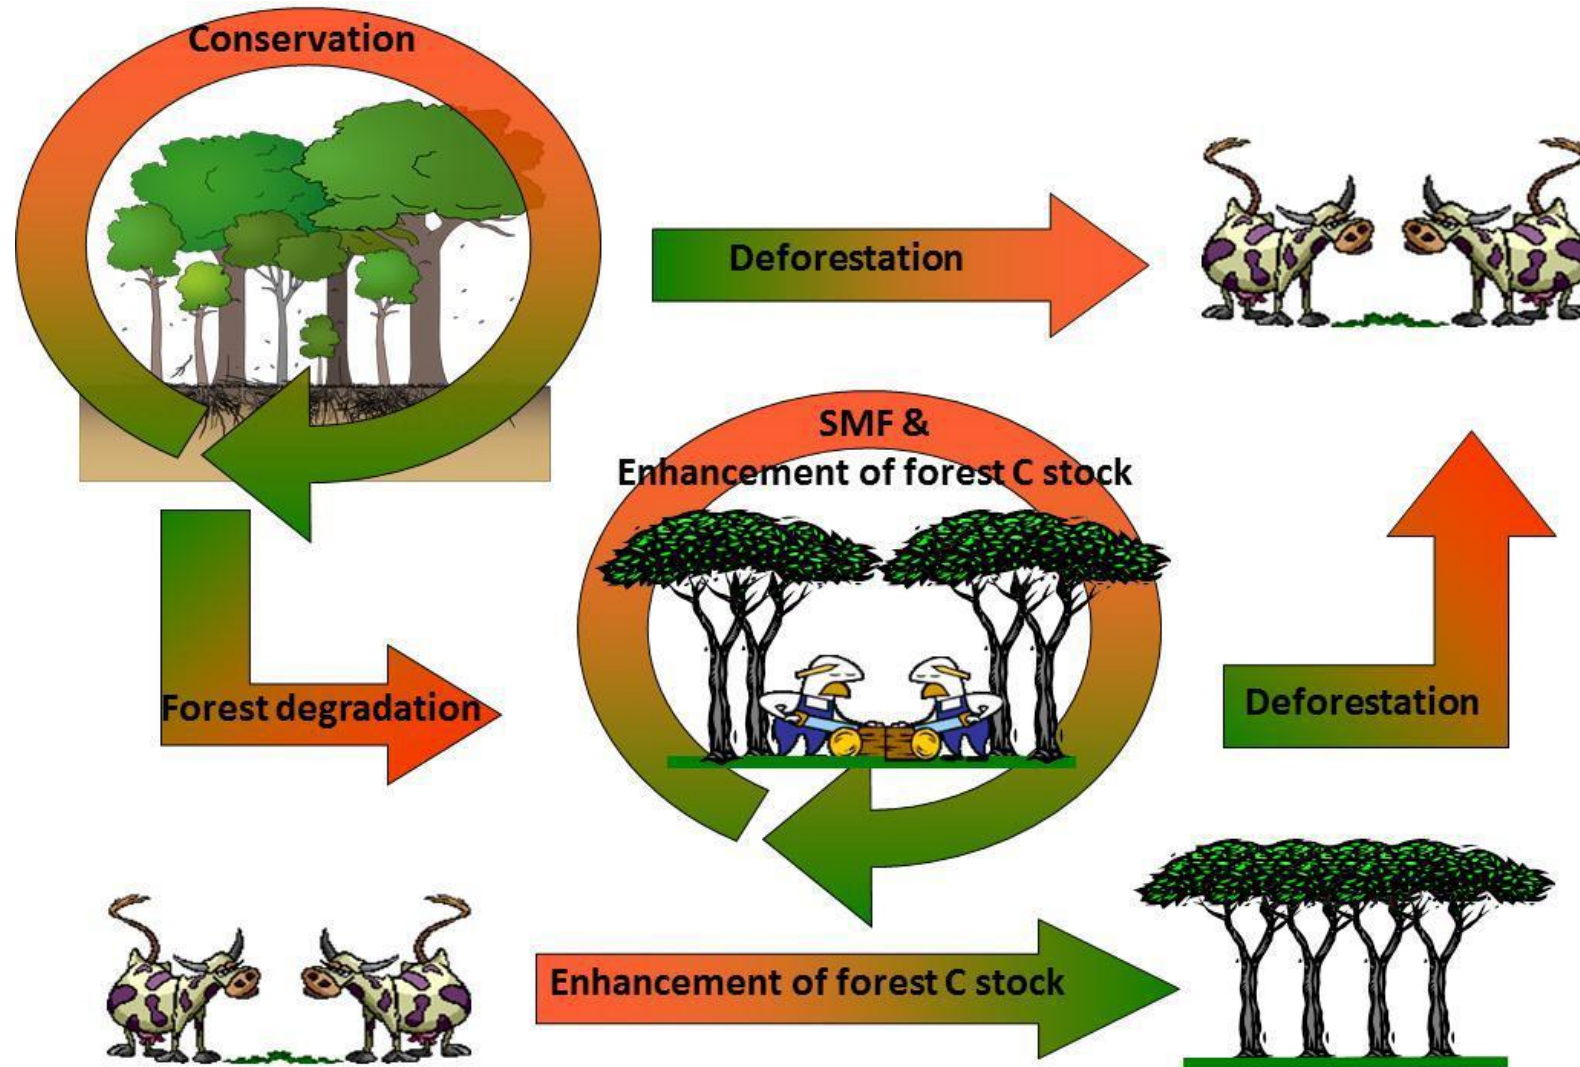 Conservation
Deforestation
SMF &
Enhancement of forest C stock
Forest degradation
Deforestation
Enhancement of forest C stock